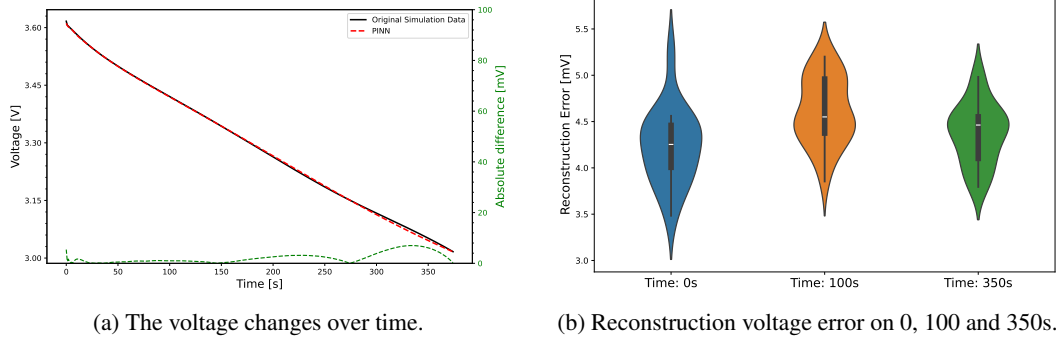 3.60
3.45
3.30
3.15
3.00
Voltage [V]
0
50
100
150
200
250
300
350
Time [s]
Original Simulation Data
PINN
100
80
60
40
20
0
Absolute difference [mV]
(a) The voltage changes over time.
5.5
5.0
4.5
4.0
3.5
3.0
Reconstruction Error [mV]
Time: 0s
Time: 100s
Time: 350s
(b) Reconstruction voltage error on 0, 100 and 350s.